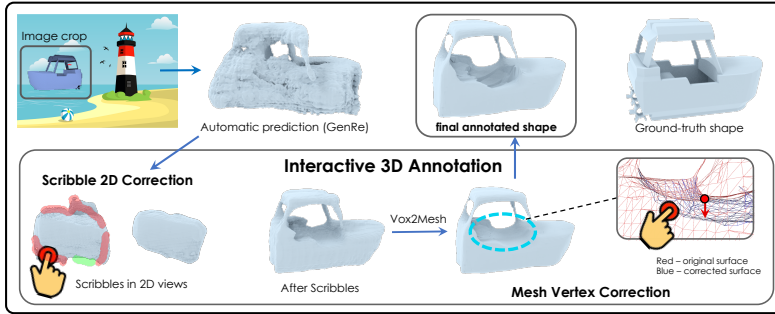 Image crop
Automatic prediction (GenRe)
final annotated shape
Ground-truth shape
Interactive 3D Annotation
Scribble 2D Correction
Vox2Mesh
Scribbles in 2D views
After Scribbles
Red – original surface
Blue – corrected surface
Mesh Vertex Correction